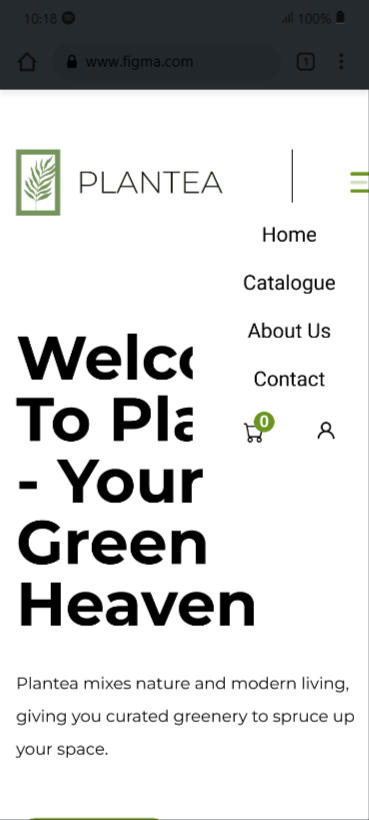 10:18 100%
www.figma.com 1
PLANTEA
Home
Catalogue
About Us
Contact
0
Welco
To Pla
- Your
Green
Heaven
Plantea mixes nature and modern living,
giving you curated greenery to spruce up
your space.